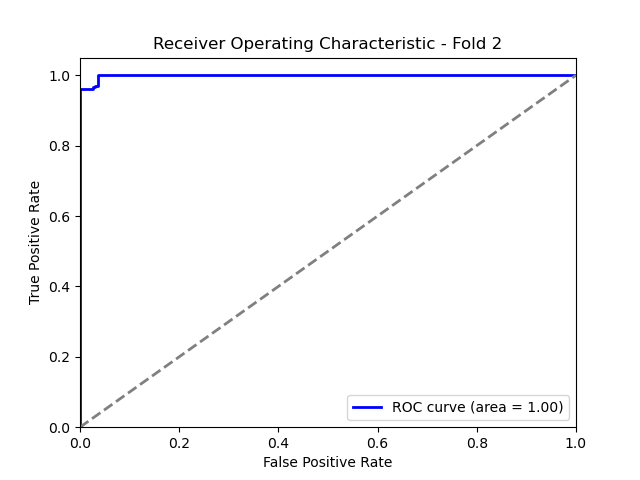 Receiver Operating Characteristic - Fold 2
1.0
0.8
0.6
0.4
0.2
0.0
True Positive Rate
ROC curve (area = 1.00)
0.0 0.2 0.4 0.6 0.8 1.0
False Positive Rate